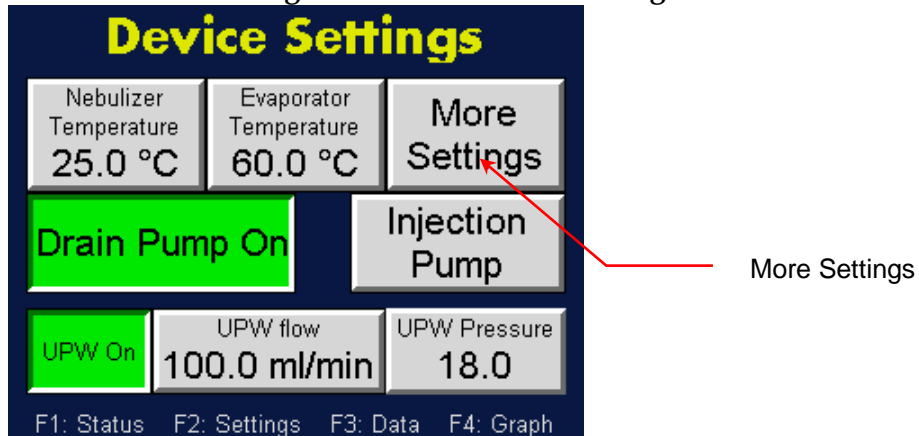 Device Settings
Nebulizer
Temperature
25.0 °C
Evaporator
Temperature
60.0 °C
More
Settings
Drain Pump On
Injection
Pump
More Settings
UPW On
UPW flow
100.0 ml/min
UPW Pressure
18.0
F1: Status F2: Settings F3: Data F4: Graph